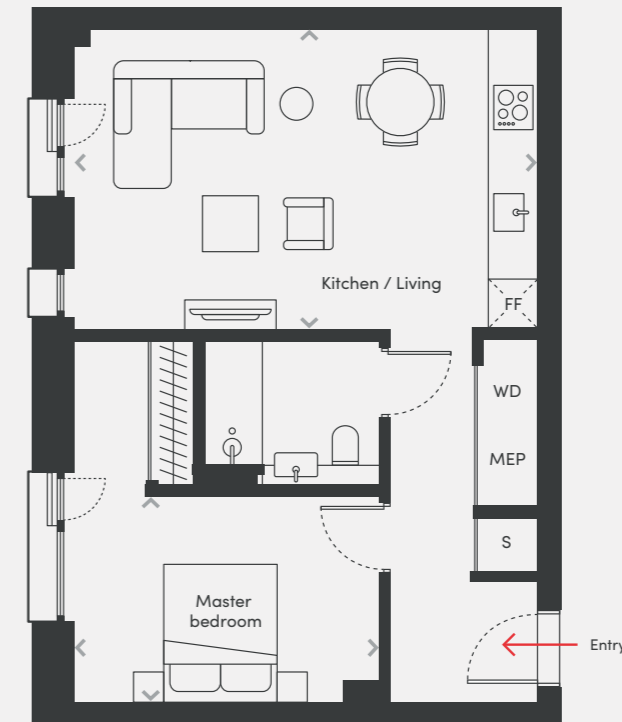 Kitchen / Living
FF
WD
MEP
S
Master
bedroom
Entry